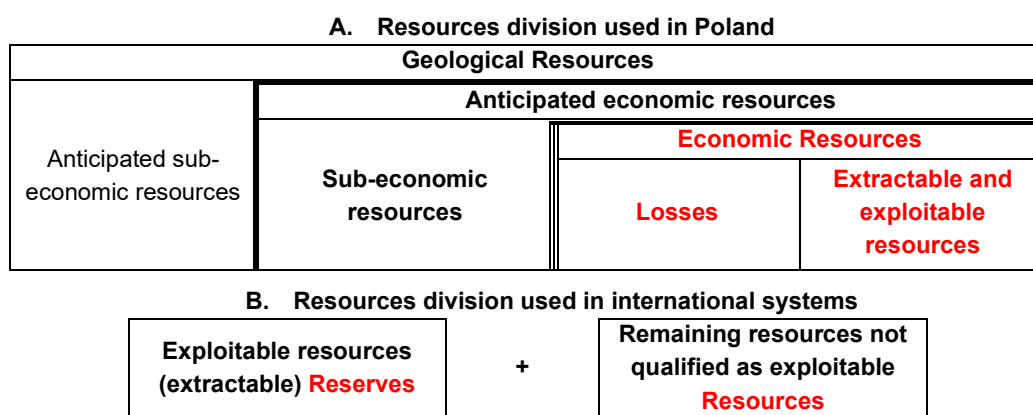 A. Resources division used in Poland
Geological Resources
Anticipated economic resources
Economic Resources
Anticipated sub-
economic resources
Sub-economic
resources
Losses
Extractable and
exploitable
resources
B. Resources division used in international systems
Exploitable resources
(extractable) Reserves
+
Remaining resources not
qualified as exploitable
Resources